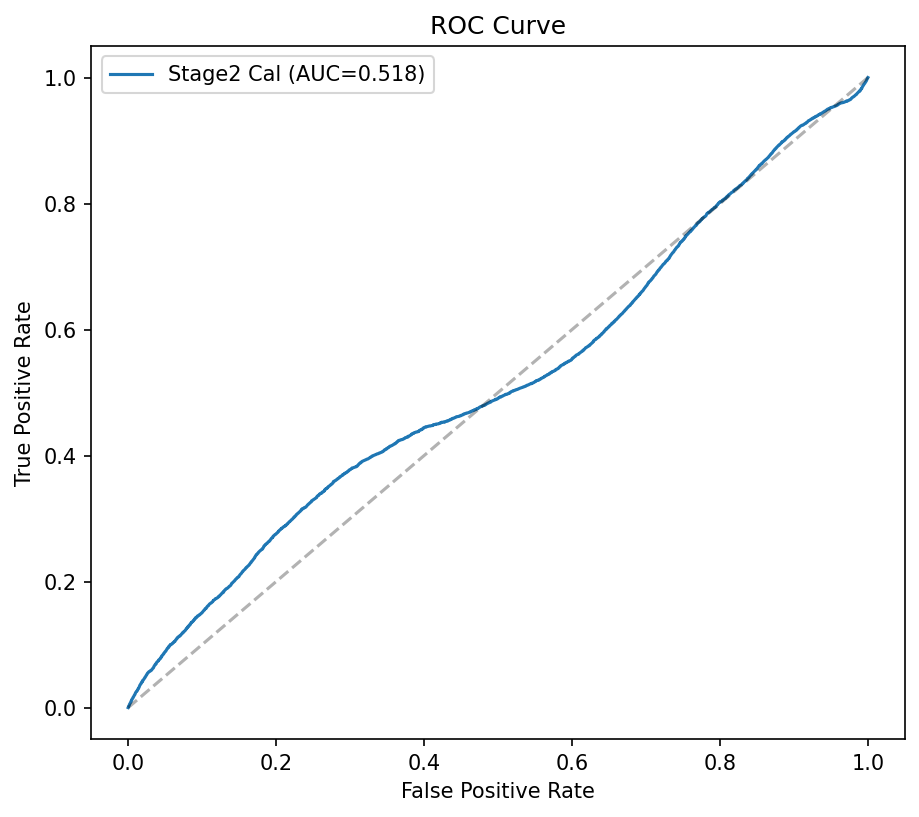 ROC Curve
Stage2 Cal (AUC=0.518)
1.0
0.8
0.6
0.4
0.2
0.0
True Positive Rate
0.0 0.2 0.4 0.6 0.8 1.0
False Positive Rate